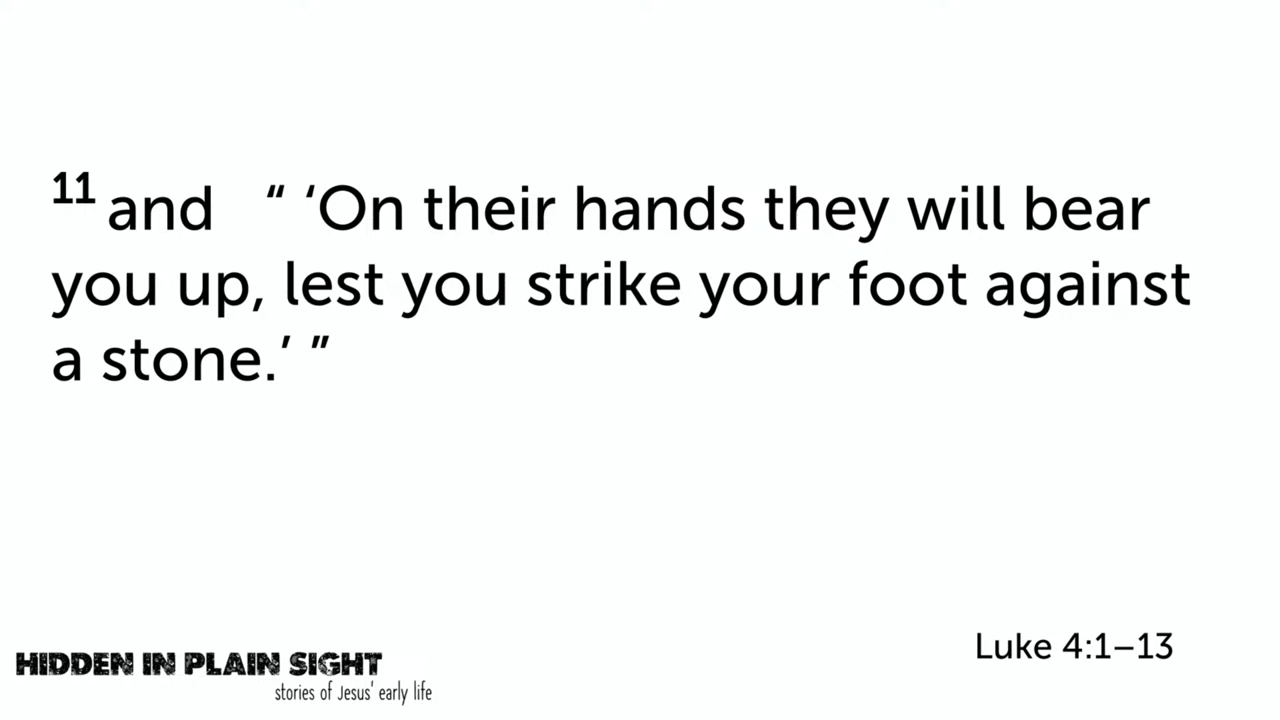 11 and “ ‘On their hands they will bear
you up, lest you strike your foot against
a stone.’ ”
Luke 4:1–13
HIDDEN IN PLAIN SIGHT
stories of Jesus' early life